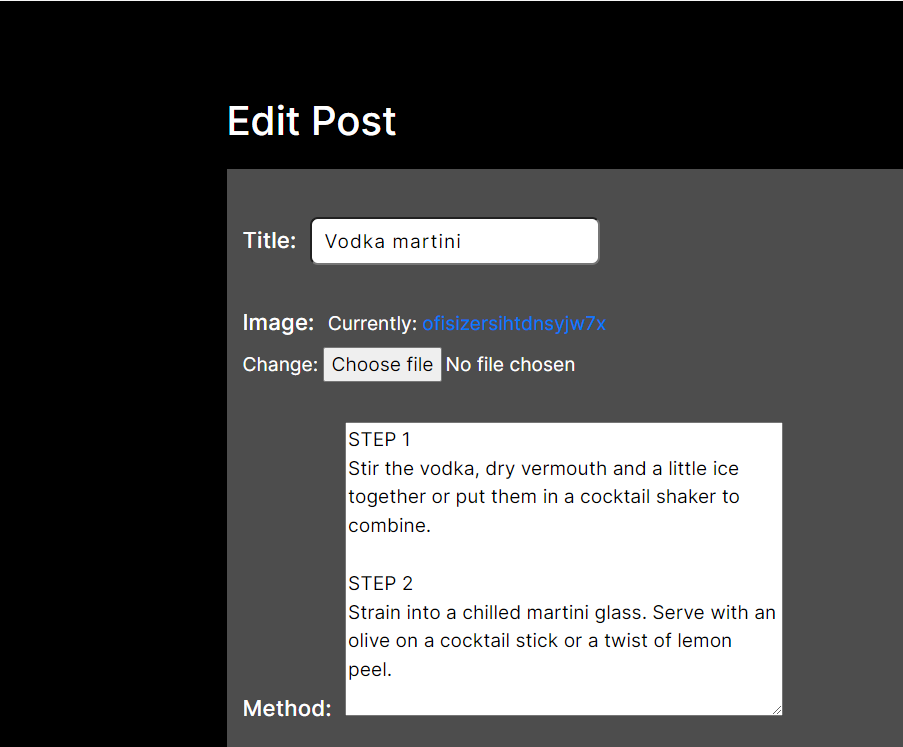 Edit Post
Title: Vodka martini
Image: Currently: ofisizersihtdnsyjw7x
Change: Choose file No file chosen
STEP 1
Stir the vodka, dry vermouth and a little ice
together or put them in a cocktail shaker to
combine.
STEP 2
Strain into a chilled martini glass. Serve with an
olive on a cocktail stick or a twist of lemon
peel.
Method: